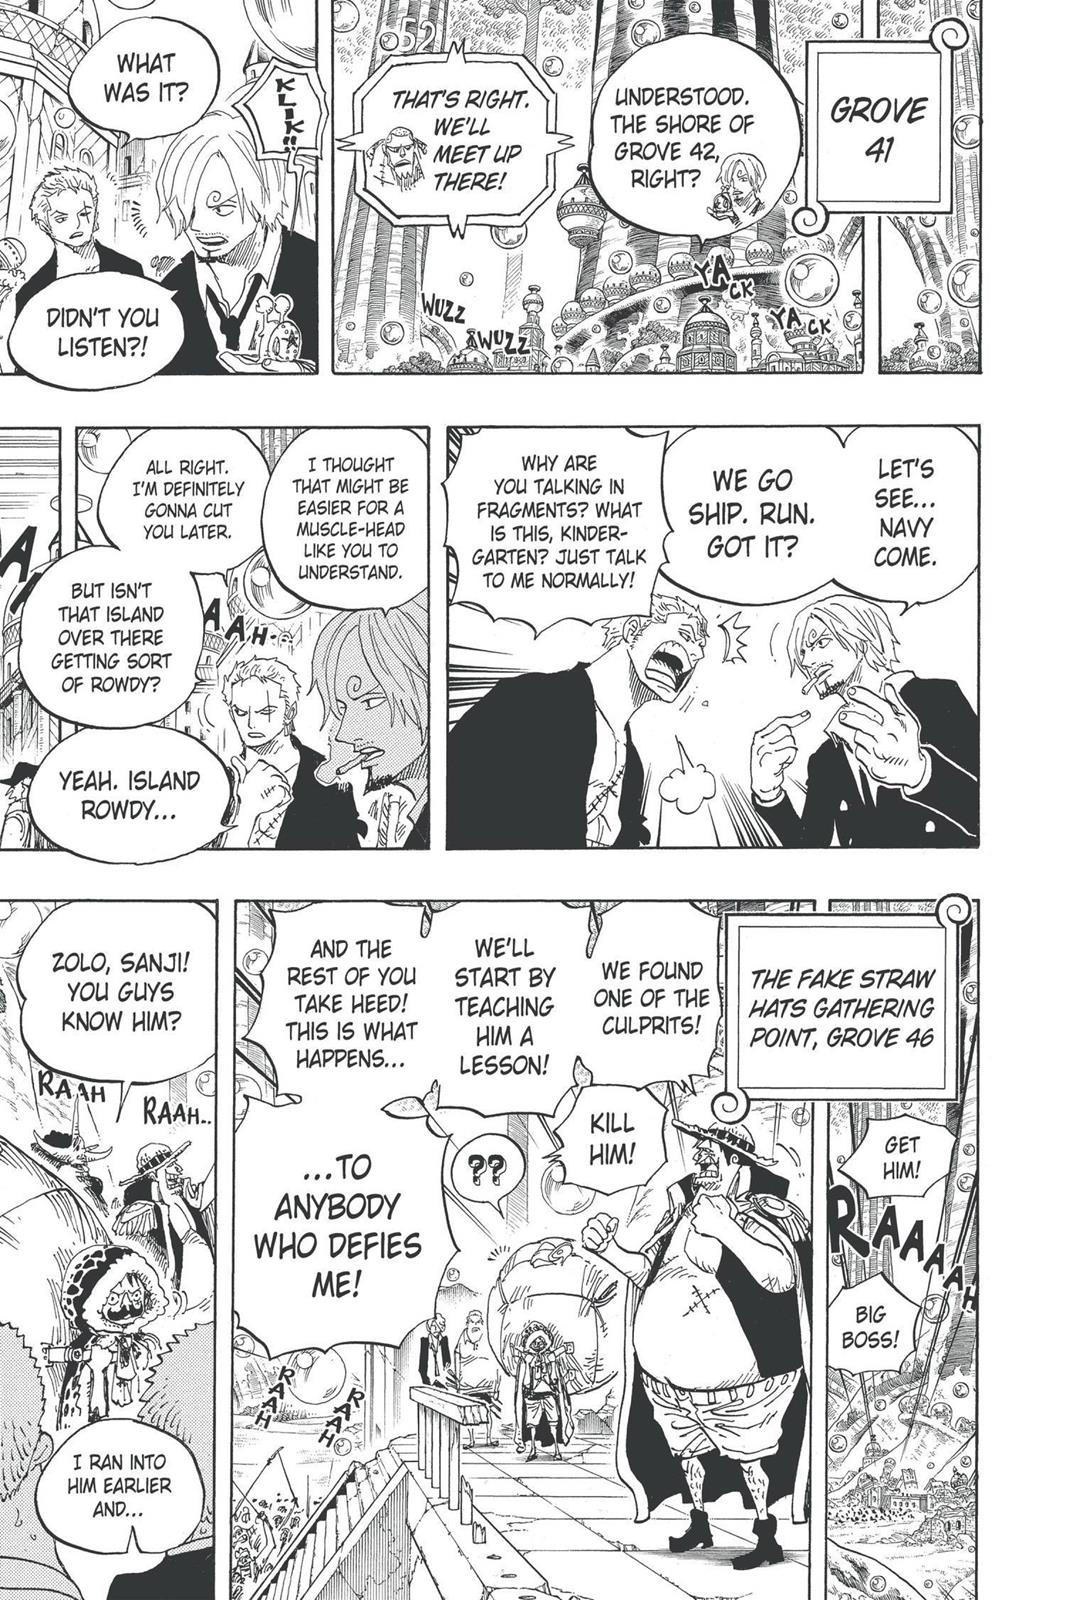 GROVE
41
UNDERSTOOD.
THE SHORE OF
GROVE 42,
RIGHT?
THAT'S RIGHT.
WE'LL
MEET UP
THERE!
52
YACK
YACK
WUZZ
WUZZ
KLIK!!
WHAT
WAS IT?
DIDN'T YOU
LISTEN?!
LET'S
SEE...
NAVY
COME.
WE GO
SHIP. RUN.
GOT IT?
WHY ARE
YOU TALKING IN
FRAGMENTS? WHAT
IS THIS, KINDER-
GARTEN? JUST TALK
TO ME NORMALLY!
I THOUGHT
THAT MIGHT BE
EASIER FOR A
MUSCLE-HEAD
LIKE YOU TO
UNDERSTAND.
ALL RIGHT.
I'M DEFINITELY
GONNA CUT
YOU LATER.
BUT ISN'T
THAT ISLAND
OVER THERE
GETTING SORT
OF ROWDY?
YEAH. ISLAND
ROWDY...
THE FAKE STRAW
HATS GATHERING
POINT, GROVE 46
GET
HIM!
RAAAAH
BIG
BOSS!
WE FOUND
ONE OF THE
CULPRITS!
WE'LL
START BY
TEACHING
HIM A
LESSON!
AND THE
REST OF YOU
TAKE HEED!
THIS IS WHAT
HAPPENS...
KILL
HIM!
??
...TO
ANYBODY
WHO DEFIES
ME!
RAAH
RAAH
ZOLO, SANJI!
YOU GUYS
KNOW HIM?
RAAH
RAAH..
I RAN INTO
HIM EARLIER
AND...